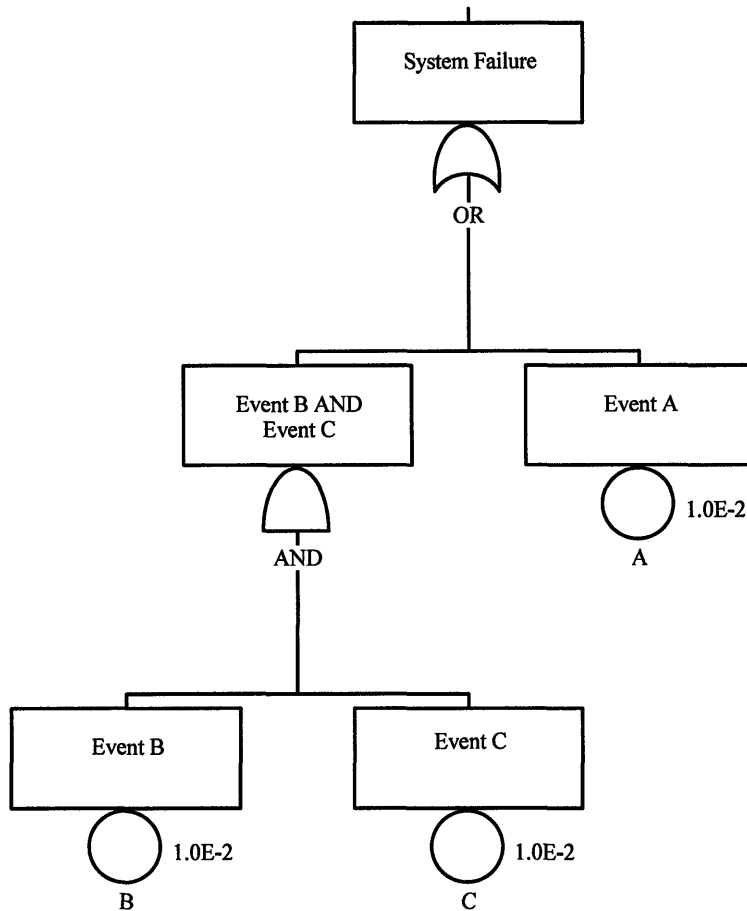 System Failure
OR
Event B AND
Event C
Event A
1.0E-2
A
AND
Event B
Event C
1.0E-2
B
1.0E-2
C